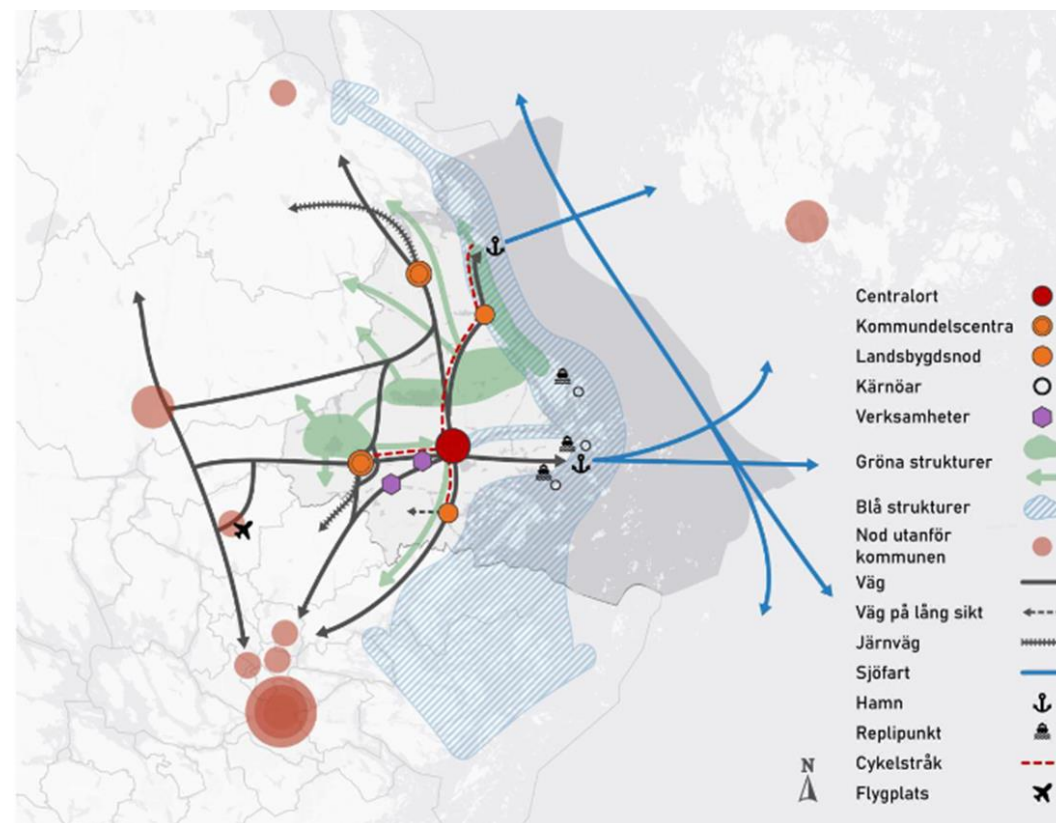 Centralort
Kommundelscentra
Landsbygdsnod
Kärnöar
Verksamheter
Gröna strukturer
Blå strukturer
Nod utanför
kommunen
Väg
Väg på lång sikt
Järnväg
Sjöfart
Hamn
Replipunkt
Cykelstråk
Flygplats
N